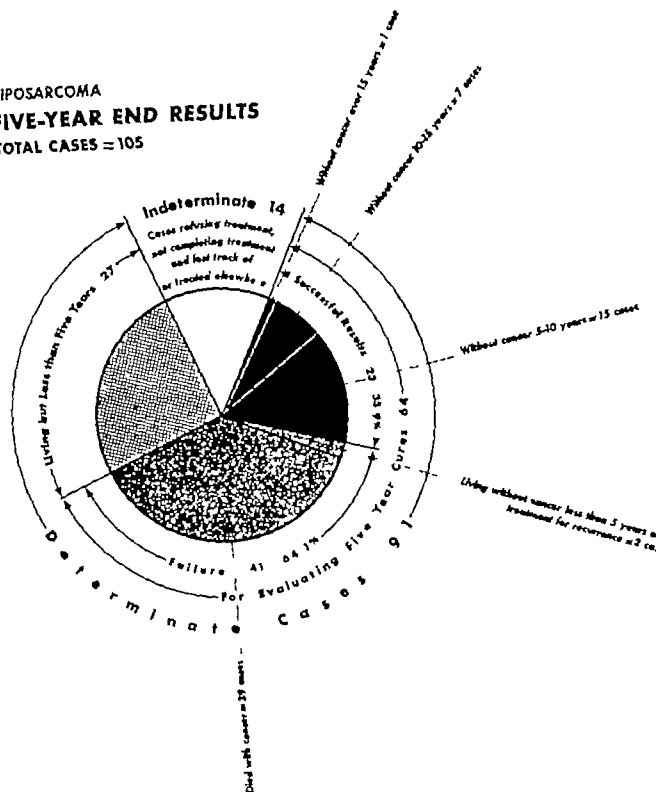 IPOSARCOMA
FIVE-YEAR END RESULTS
TOTAL CASES = 105
Indeterminate 14
Cases refusing treatment,
not completing treatment
and lost track of
or treated elsewhe e
Without cancer over 15 years = 1 case
Without cancer 10-15 years = 7 cases
Without cancer 5-10 years = 15 cases
Living without cancer less than 5 years a
treatment for recurrence = 2 ca
Died with cancer = 39 cases
Living but Less than Five Years 27
Successful Results 23 35.9%
Failure 41 64 1%
For Evaluating Five Year Cures 64
Determinate Cases 91